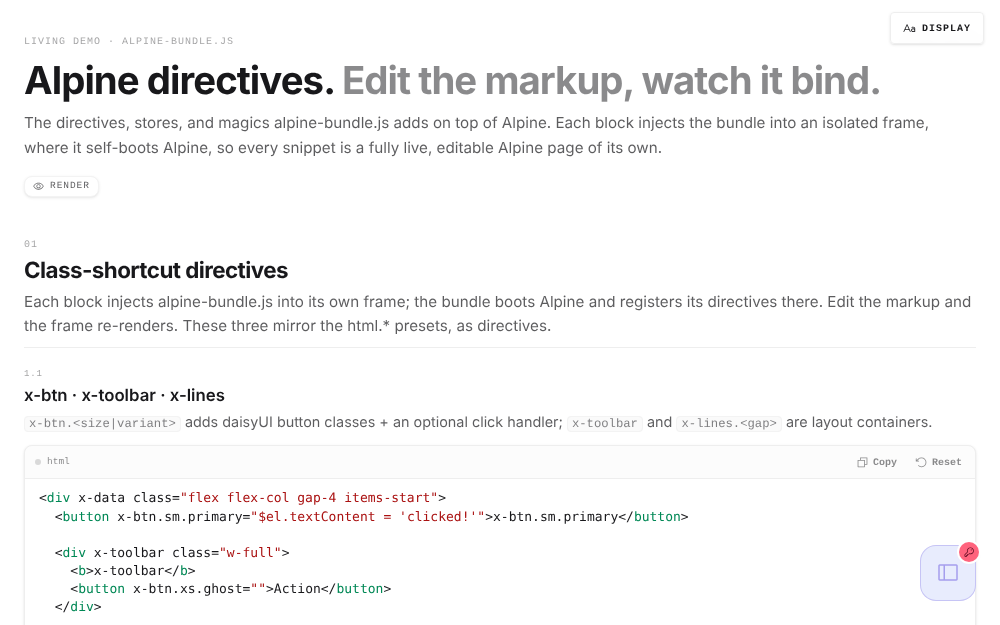 DISPLAY
LIVING DEMO · ALPINE-BUNDLE.JS
Alpine directives. Edit the markup, watch it bind.
The directives, stores, and magics alpine-bundle.js adds on top of Alpine. Each block injects the bundle into an isolated frame,
where it self-boots Alpine, so every snippet is a fully live, editable Alpine page of its own.
RENDER
01
Class-shortcut directives
Each block injects alpine-bundle.js into its own frame; the bundle boots Alpine and registers its directives there. Edit the markup and
the frame re-renders. These three mirror the html.* presets, as directives.
1.1
x-btn · x-toolbar · x-lines
x-btn.<size|variant> adds daisyUI button classes + an optional click handler; x-toolbar and x-lines.<gap> are layout containers.
html Copy Reset
<div x-data class="flex flex-col gap-4 items-start">
<button x-btn.sm.primary="$el.textContent = 'clicked!'">x-btn.sm.primary</button>
<div x-toolbar class="w-full">
<b>x-toolbar</b>
<button x-btn.xs.ghost="">Action</button>
</div>